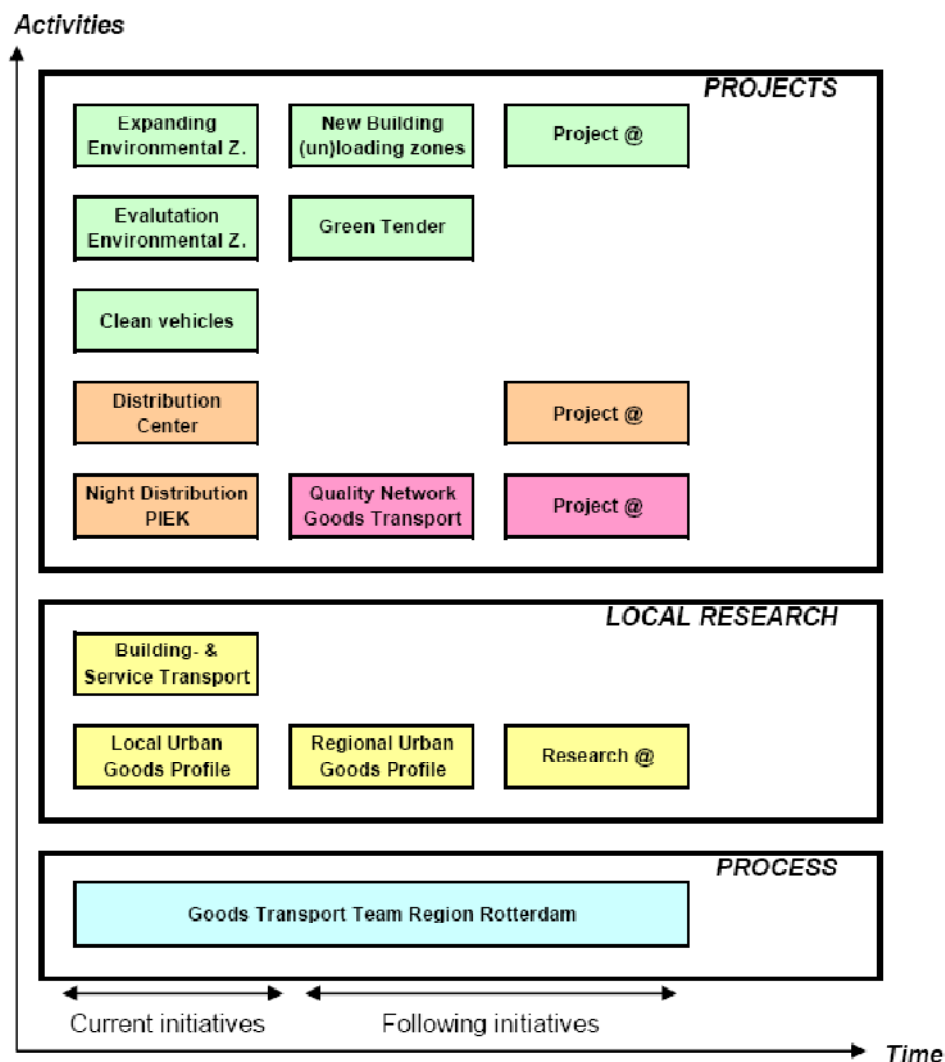 Activities
PROJECTS
Expanding
Environmental Z.
New Building
(un)loading zones
Project @
Evalutation
Environmental Z.
Green Tender
Clean vehicles
Distribution
Center
Project @
Night Distribution
PIEK
Quality Network
Goods Transport
Project @
LOCAL RESEARCH
Building- &
Service Transport
Local Urban
Goods Profile
Regional Urban
Goods Profile
Research @
PROCESS
Goods Transport Team Region Rotterdam
Current initiatives
Following initiatives
Time